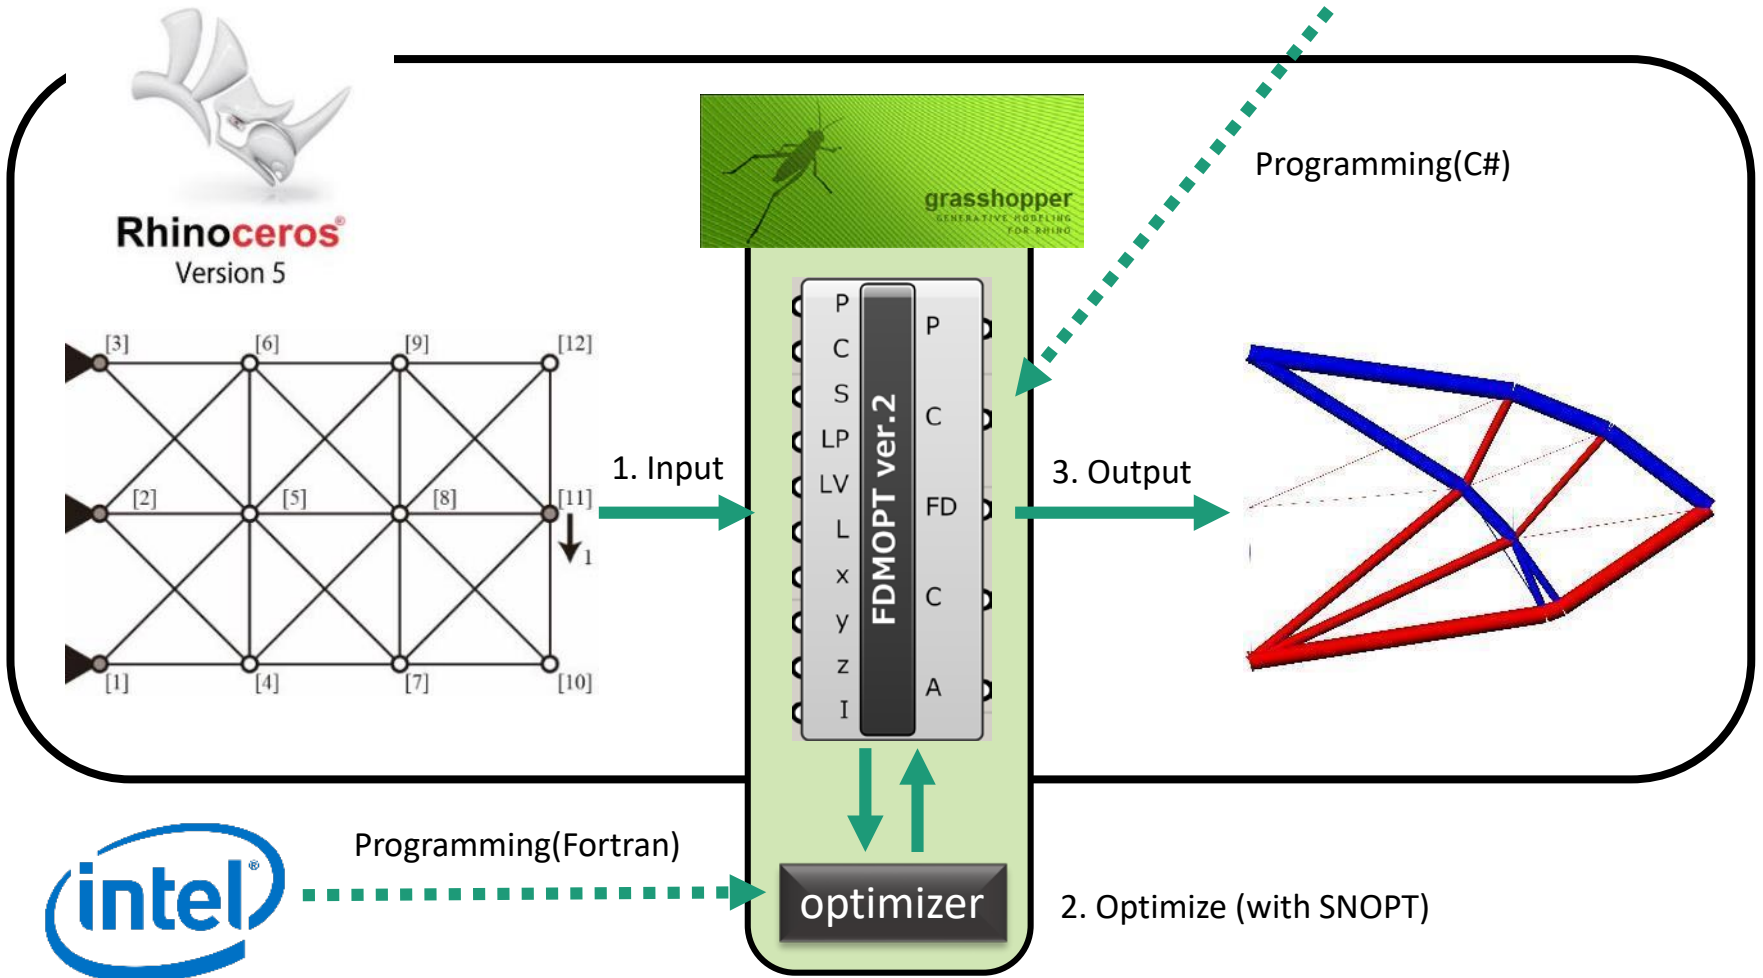 Rhinoceros®
Version 5
grasshopper
GENERATIVE MODELING
FOR RHINO
Programming(C#)
[3]
[6]
[9]
[12]
[2]
[5]
[8]
[11]
1
[1]
[4]
[7]
[10]
1. Input
P
C
S
LP
LV
L
x
y
z
I
FDMOPT ver.2
P
C
FD
C
A
3. Output
intel®
Programming(Fortran)
optimizer
2. Optimize (with SNOPT)